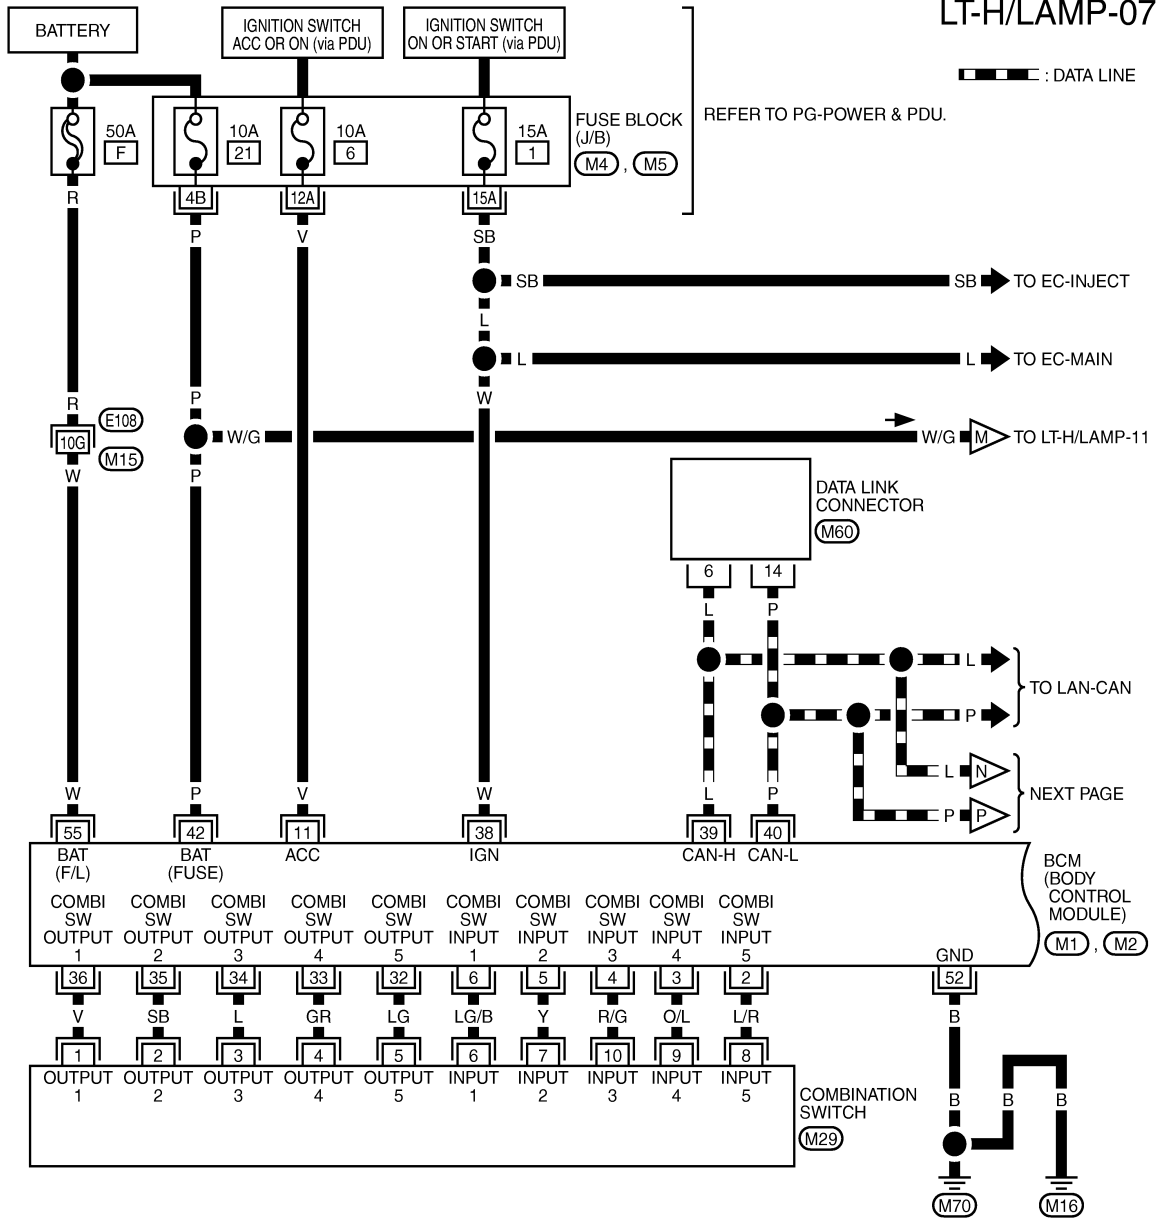 LT-H/LAMP-07
BATTERY
IGNITION SWITCH
ACC OR ON (via PDU)
IGNITION SWITCH
ON OR START (via PDU)
: DATA LINE
50A
F
10A
21
10A
6
15A
1
FUSE BLOCK
(J/B)
M4 , M5
REFER TO PG-POWER & PDU.
R
4B
12A
15A
P
V
SB
SB
SB
TO EC-INJECT
L
L
L
TO EC-MAIN
R
P
W
E108
10G
M15
W/G
W/G
M
TO LT-H/LAMP-11
W
P
DATA LINK
CONNECTOR
M60
6
14
L
P
L
P
TO LAN-CAN
L
N
P
P
NEXT PAGE
W
P
V
W
L
P
55
42
11
38
39
40
BAT
(F/L)
BAT
(FUSE)
ACC
IGN
CAN-H
CAN-L
BCM
(BODY
CONTROL
MODULE)
M1 , M2
COMBI
SW
OUTPUT
1
COMBI
SW
OUTPUT
2
COMBI
SW
OUTPUT
3
COMBI
SW
OUTPUT
4
COMBI
SW
OUTPUT
5
COMBI
SW
INPUT
1
COMBI
SW
INPUT
2
COMBI
SW
INPUT
3
COMBI
SW
INPUT
4
COMBI
SW
INPUT
5
GND
36
35
34
33
32
6
5
4
3
2
52
V
SB
L
GR
LG
LG/B
Y
R/G
O/L
L/R
B
1
2
3
4
5
6
7
10
9
8
OUTPUT
1
OUTPUT
2
OUTPUT
3
OUTPUT
4
OUTPUT
5
INPUT
1
INPUT
2
INPUT
3
INPUT
4
INPUT
5
COMBINATION
SWITCH
M29
B
B
B
M70
M16